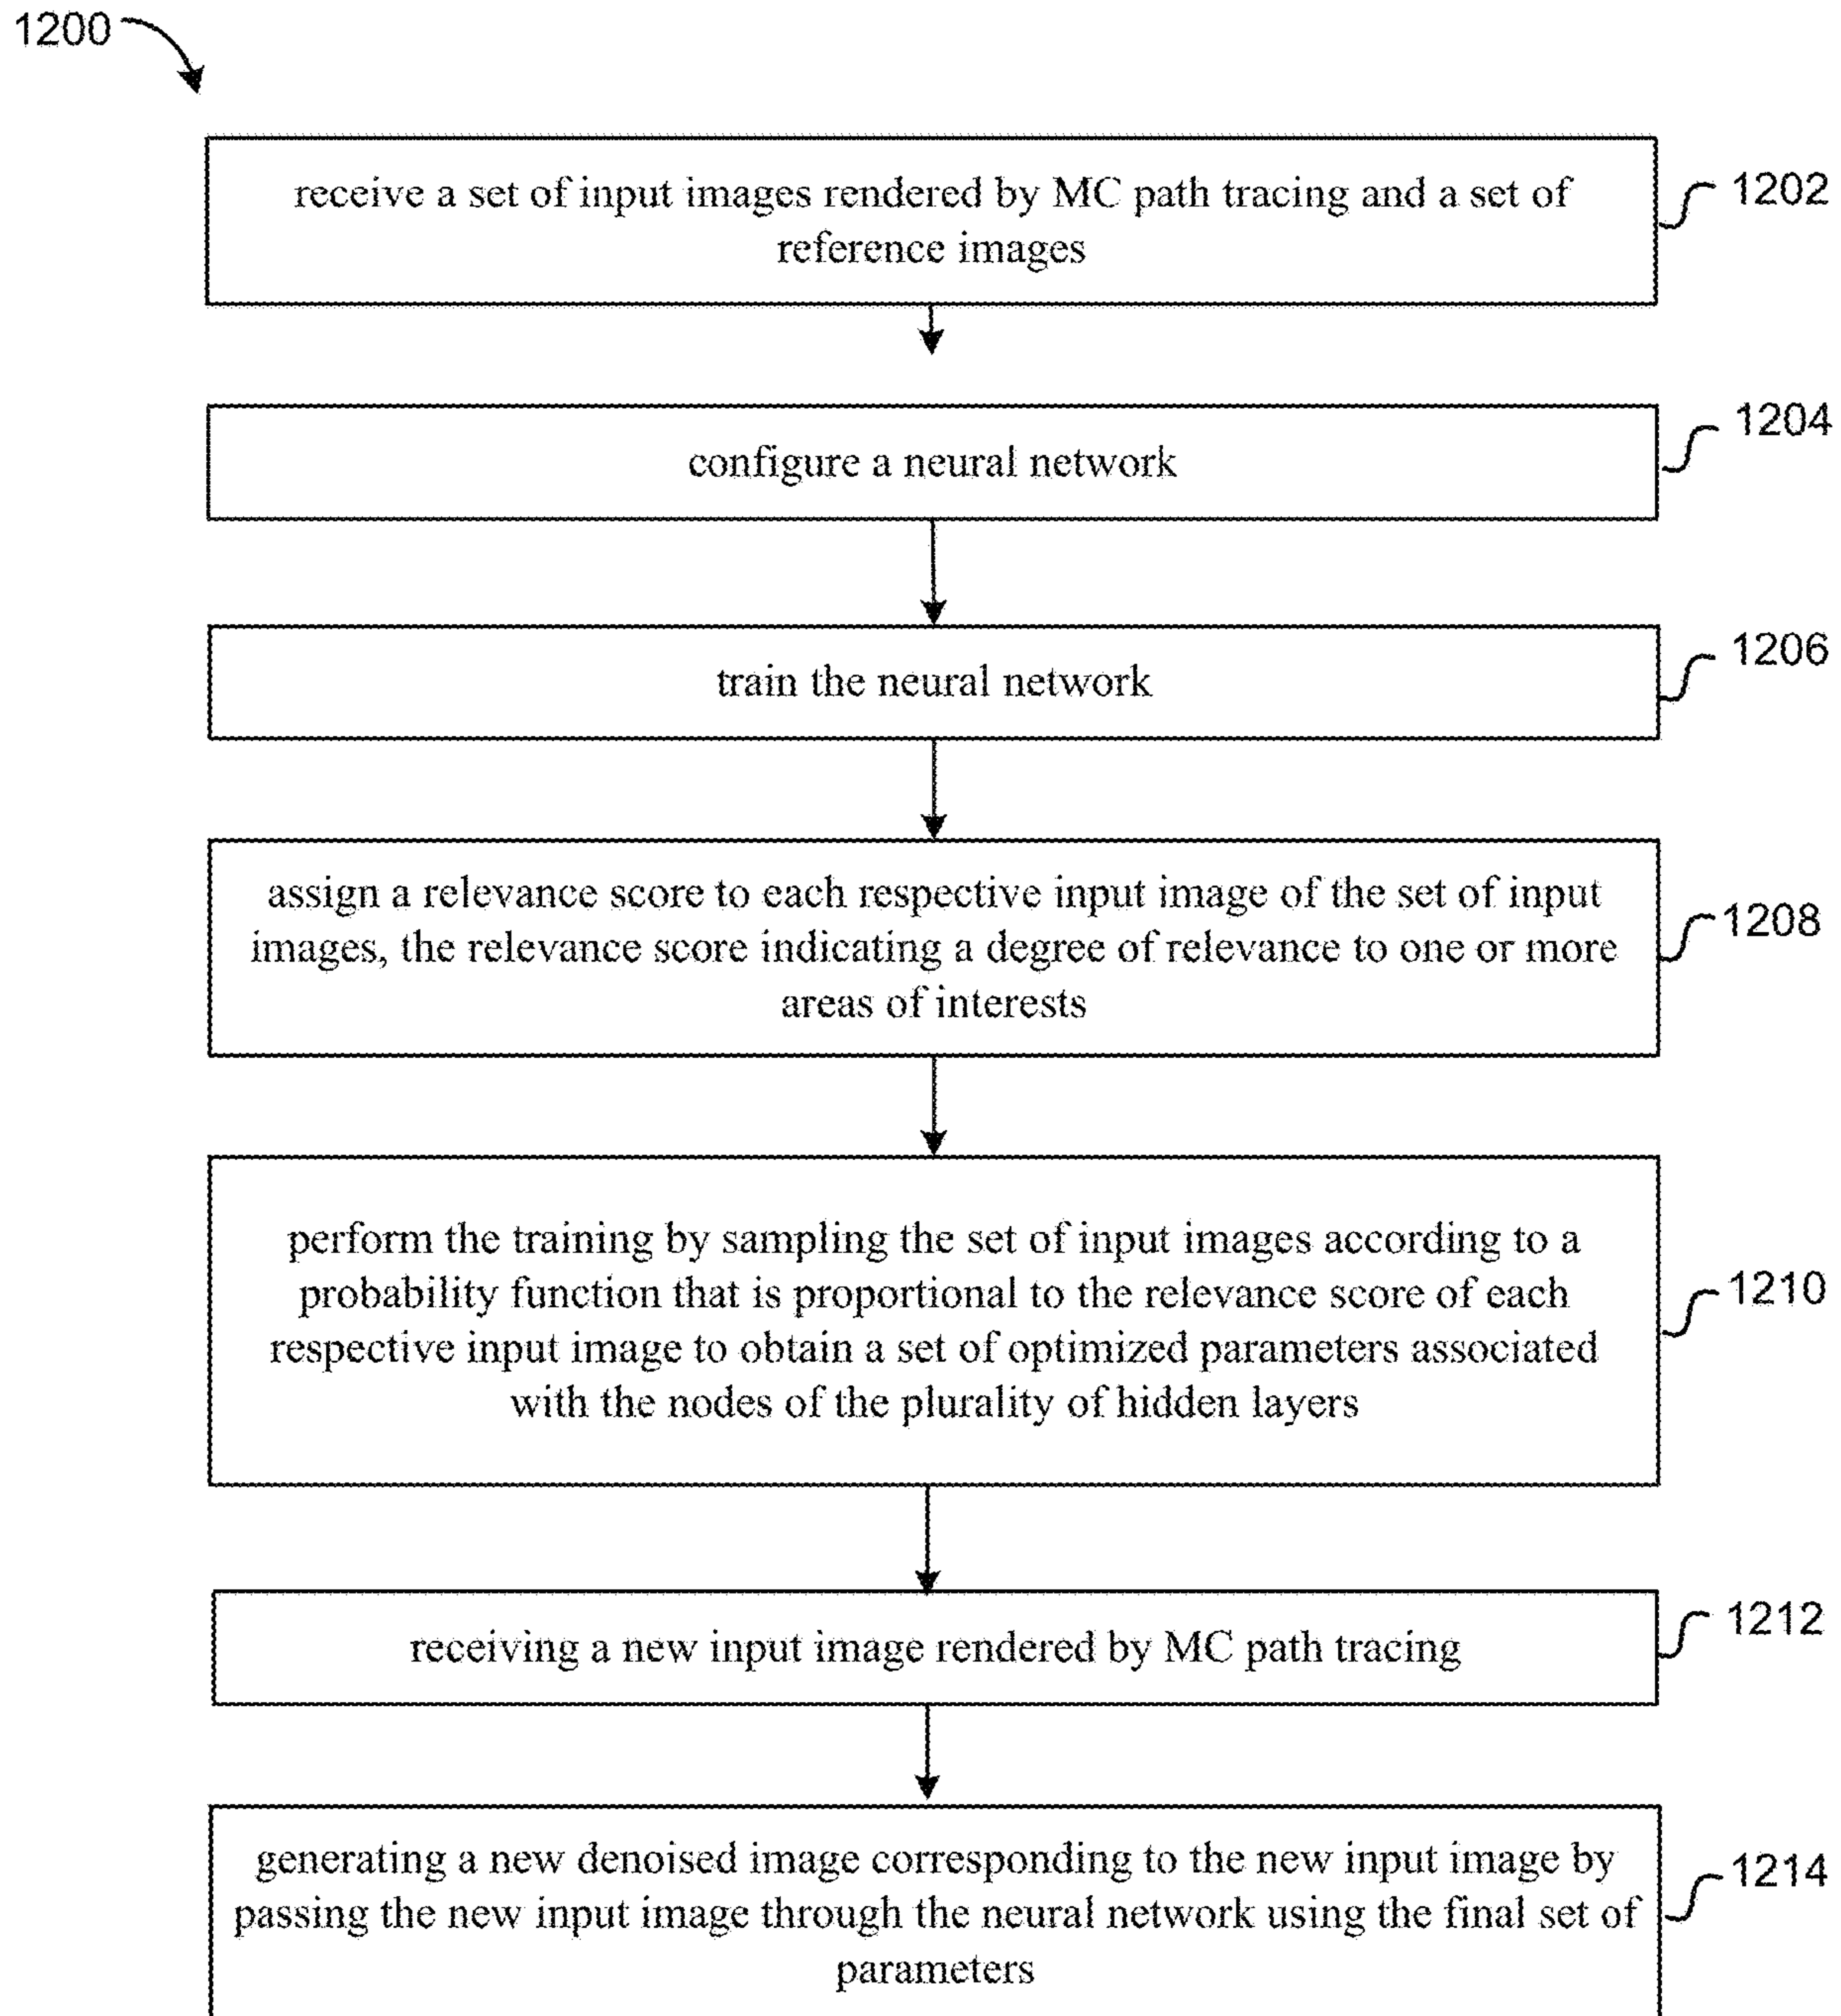 1200
receive a set of input images rendered by MC path tracing and a set of
reference images
1202
configure a neural network
1204
train the neural network
1206
assign a relevance score to each respective input image of the set of input
images, the relevance score indicating a degree of relevance to one or more
areas of interests
1208
perform the training by sampling the set of input images according to a
probability function that is proportional to the relevance score of each
respective input image to obtain a set of optimized parameters associated
with the nodes of the plurality of hidden layers
1210
receiving a new input image rendered by MC path tracing
1212
generating a new denoised image corresponding to the new input image by
passing the new input image through the neural network using the final set of
parameters
1214